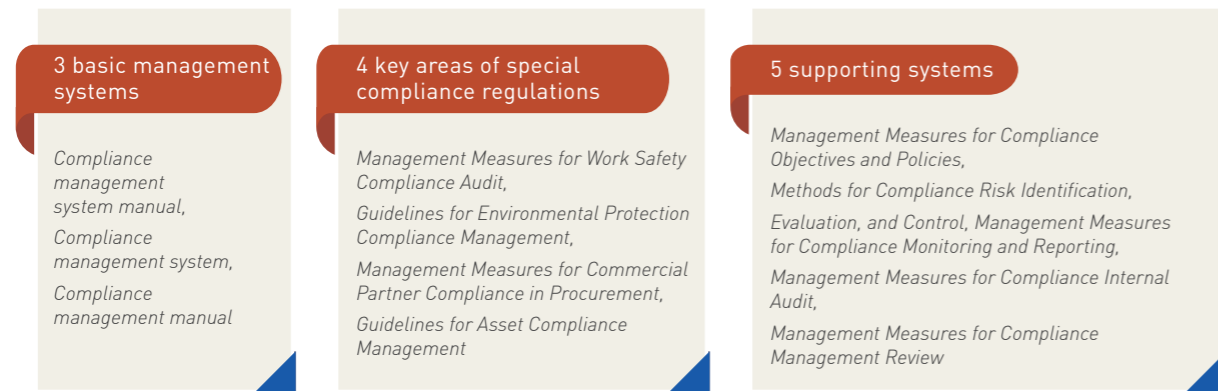 3 basic management
systems
Compliance
management
system manual,
Compliance
management system,
Compliance
management manual
4 key areas of special
compliance regulations
Management Measures for Work Safety
Compliance Audit,
Guidelines for Environmental Protection
Compliance Management,
Management Measures for Commercial
Partner Compliance in Procurement,
Guidelines for Asset Compliance
Management
5 supporting systems
Management Measures for Compliance
Objectives and Policies,
Methods for Compliance Risk Identification,
Evaluation, and Control, Management Measures
for Compliance Monitoring and Reporting,
Management Measures for Compliance Internal
Audit,
Management Measures for Compliance
Management Review